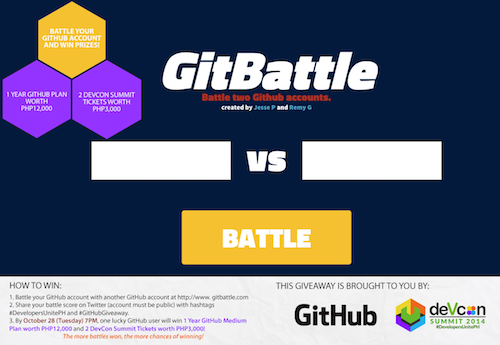 BATTLE YOUR
GITHUB ACCOUNT
AND WIN PRIZES!
1 YEAR GITHUB PLAN
WORTH
PHP12,000
2 DEVCON SUMMIT
TICKETS WORTH
PHP3,000
GitBattle
Battle two Github accounts.
created by Jesse P and Remy G
VS
BATTLE
HOW TO WIN:
1. Battle your GitHub account with another GitHub account at http://www. gitbattle.com
2. Share your battle score on Twitter (account must be public) with hashtags
#DevelopersUnitePH and #GitHubGiveaway.
3. By October 28 (Tuesday) 7PM, one lucky GitHub user will win 1 Year GitHub Medium
Plan worth PHP12,000 and 2 DevCon Summit Tickets worth PHP3,000!
The more battles won, the more chances of winning!
THIS GIVEAWAY IS BROUGHT TO YOU BY:
GitHub
deVcon
SUMMIT 2014
#DevelopersUnitePH